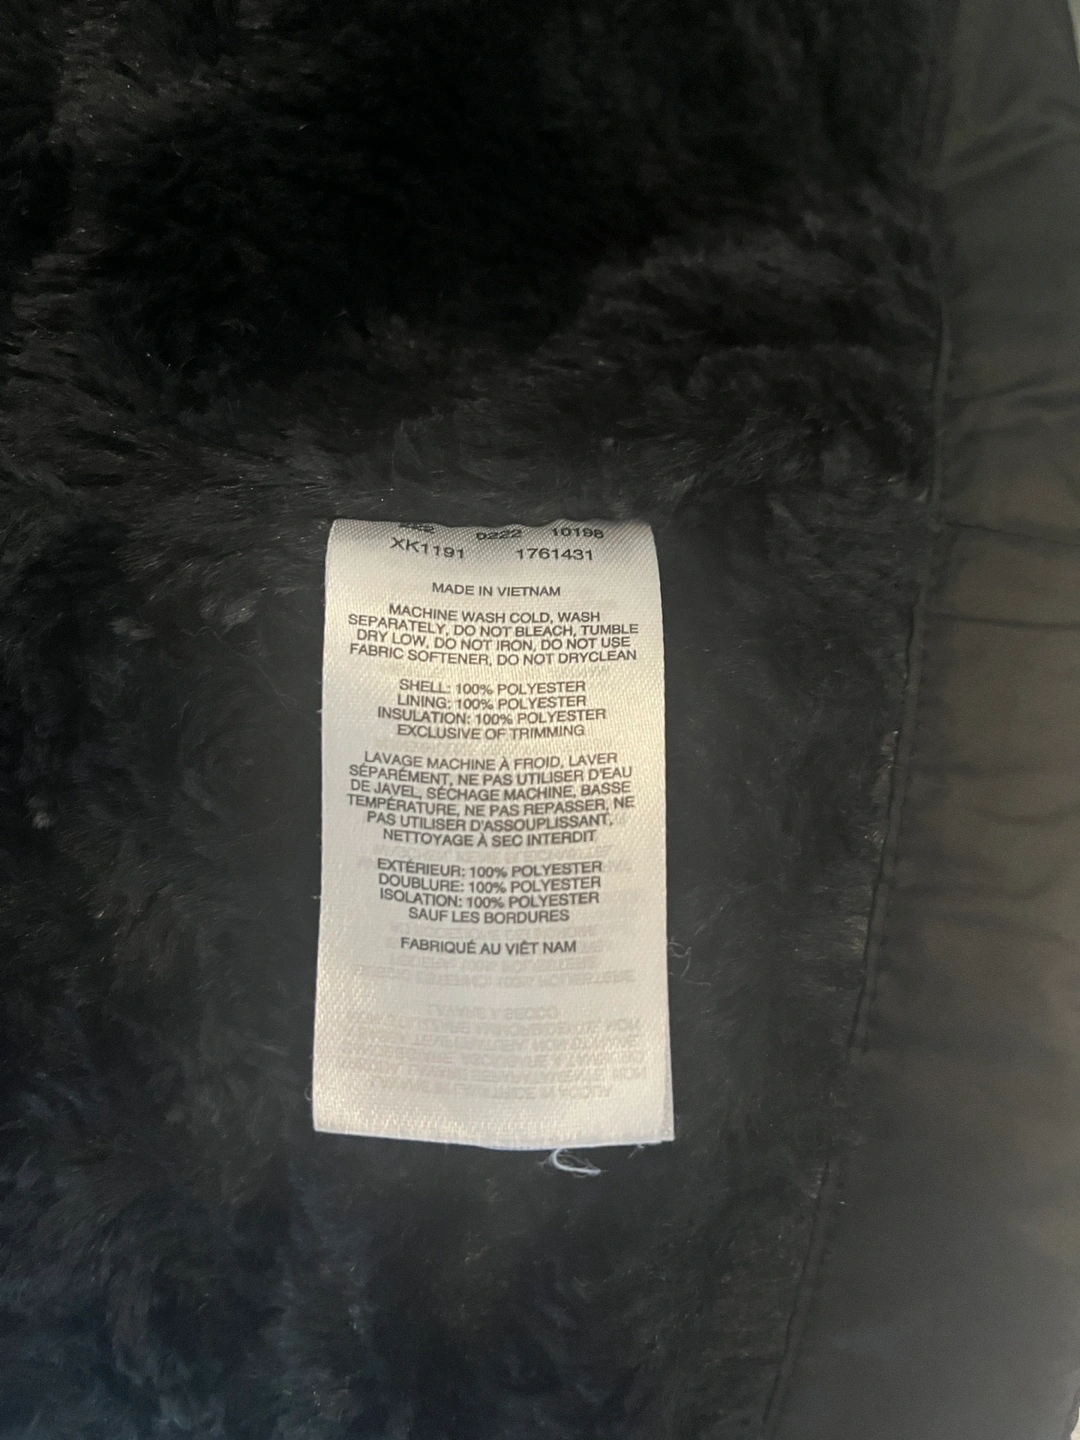 0222 10198
XK1191 1761431
MADE IN VIETNAM
MACHINE WASH COLD, WASH
SEPARATELY, DO NOT BLEACH, TUMBLE
DRY LOW, DO NOT IRON, DO NOT USE
FABRIC SOFTENER, DO NOT DRYCLEAN
SHELL: 100% POLYESTER
LINING: 100% POLYESTER
INSULATION: 100% POLYESTER
EXCLUSIVE OF TRIMMING
LAVAGE MACHINE À FROID, LAVER
SÉPARÉMENT, NE PAS UTILISER D'EAU
DE JAVEL, SÉCHAGE MACHINE, BASSE
TEMPÉRATURE, NE PAS REPASSER, NE
PAS UTILISER D'ASSOUPLISSANT,
NETTOYAGE À SEC INTERDIT
EXTÉRIEUR: 100% POLYESTER
DOUBLURE: 100% POLYESTER
ISOLATION: 100% POLYESTER
SAUF LES BORDURES
FABRIQUÉ AU VIÊT NAM